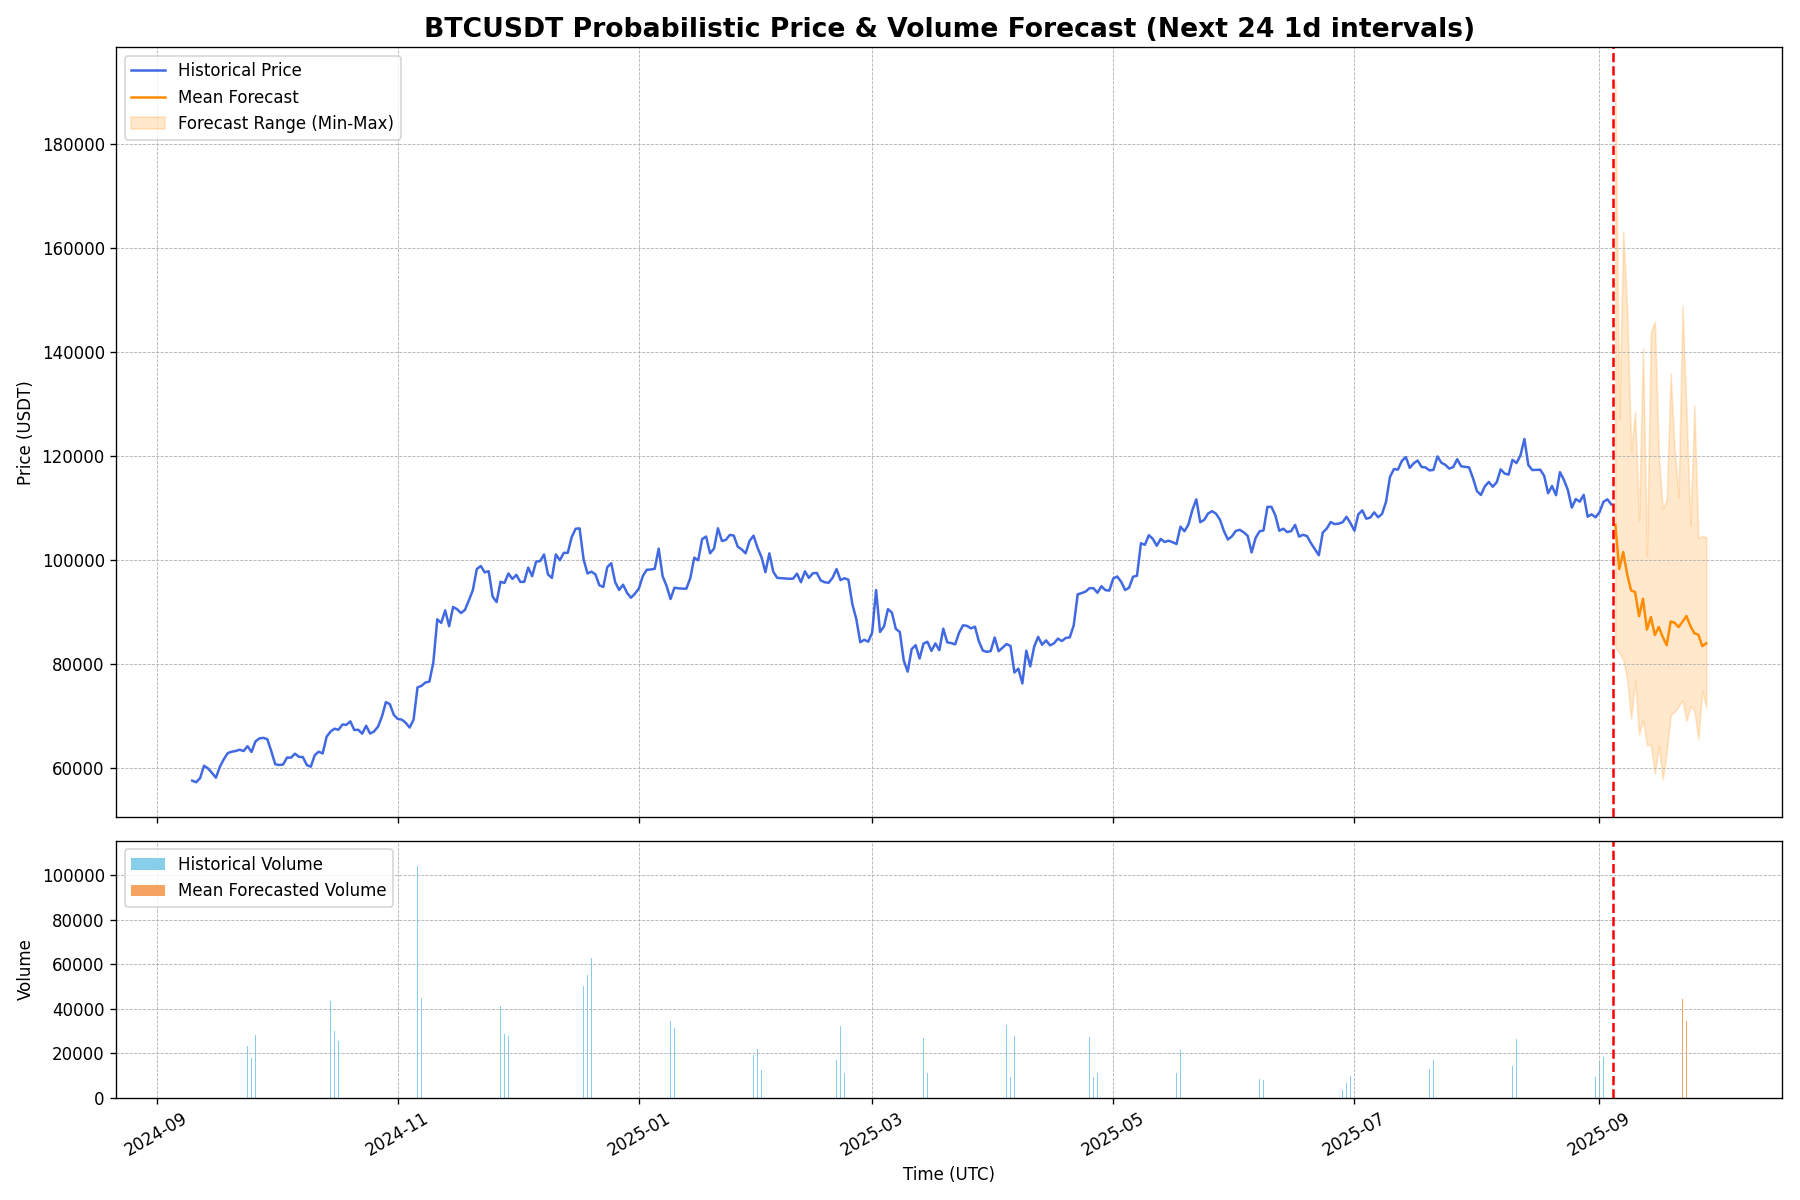 BTCUSDT Probabilistic Price & Volume Forecast (Next 24 1d intervals)
Historical Price
Mean Forecast
Forecast Range (Min-Max)
180000
160000
140000
120000
100000
80000
60000
Price (USDT)
Historical Volume
Mean Forecasted Volume
100000
80000
60000
40000
20000
0
Volume
2024-09
2024-11
2025-01
2025-03
2025-05
2025-07
2025-09
Time (UTC)